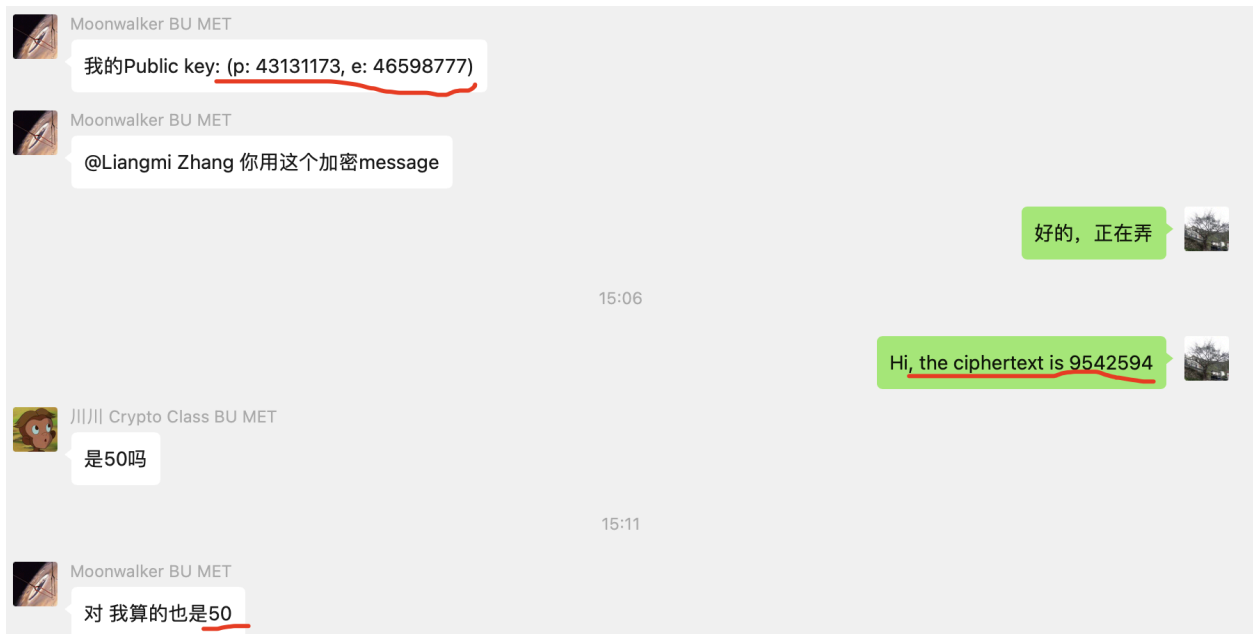 Moonwalker BU MET
我的Public key: (p: 43131173, e: 46598777)
Moonwalker BU MET
@Liangmi Zhang 你用这个加密message
好的，正在弄
15:06
Hi, the ciphertext is 9542594
川川 Crypto Class BU MET
是50吗
15:11
Moonwalker BU MET
对 我算的也是50